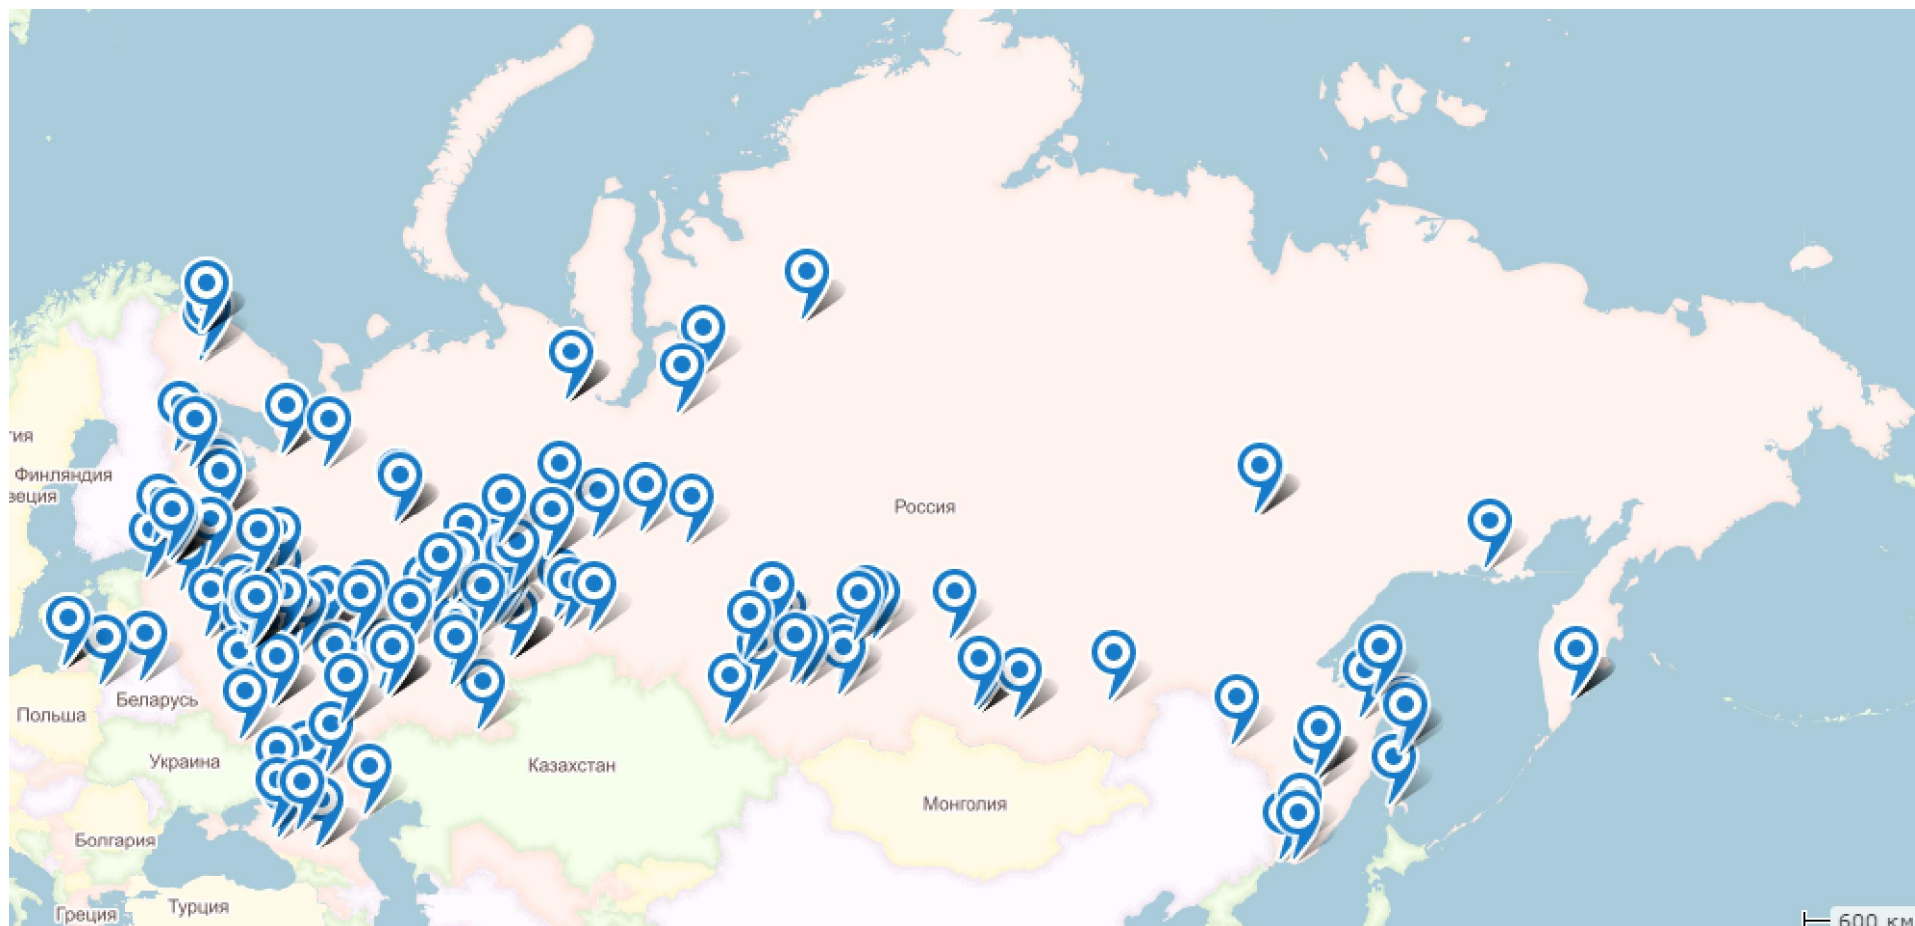 Россия
Финляндия
Беларусь
Польша
Украина
Казахстан
Монголия
Болгария
Турция
Греция
600 км